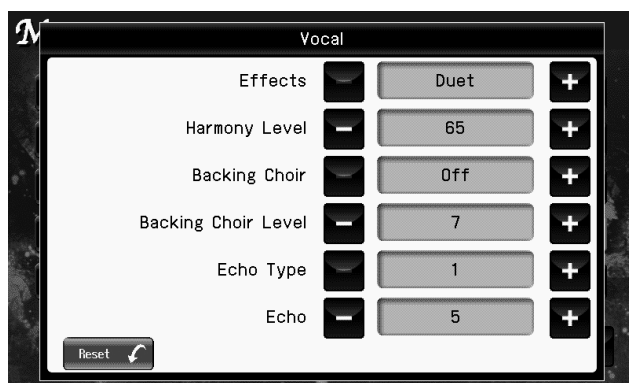 M
Vocal
Effects Duet
Harmony Level 65
Backing Choir Off
Backing Choir Level 7
Echo Type 1
Echo 5
Reset